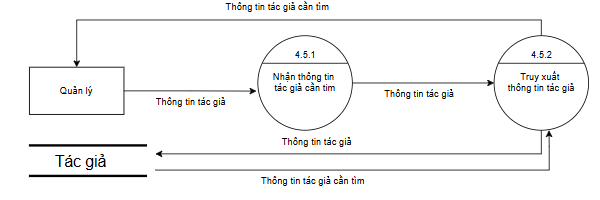 Thông tin tác giả cần tìm
4.5.1
4.5.2
Quản lý
Nhận thông tin
tác giả cần tim
Truy xuất
thông tin tác giả
Thông tin tác giả
Thông tin tác giả
Thông tin tác giả
Tác giả
Thông tin tác giả cần tìm